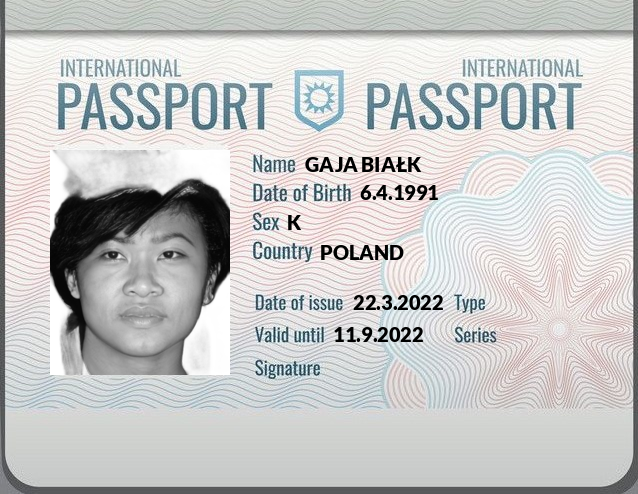 INTERNATIONAL INTERNATIONAL
PASSPORT PASSPORT
Name GAJA BIAŁK
Date of Birth 6.4.1991
Sex K
Country POLAND
Date of issue 22.3.2022 Type
Valid until 11.9.2022 Series
Signature